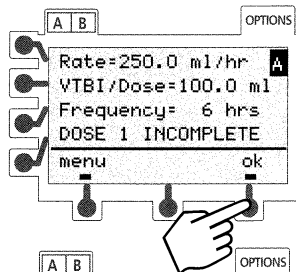 A B OPTIONS
Rate=250.0 ml/hr A
VTBI/Dose=100.0 ml
Frequency= 6 hrs
DOSE 1 INCOMPLETE
menu ok
A B OPTIONS